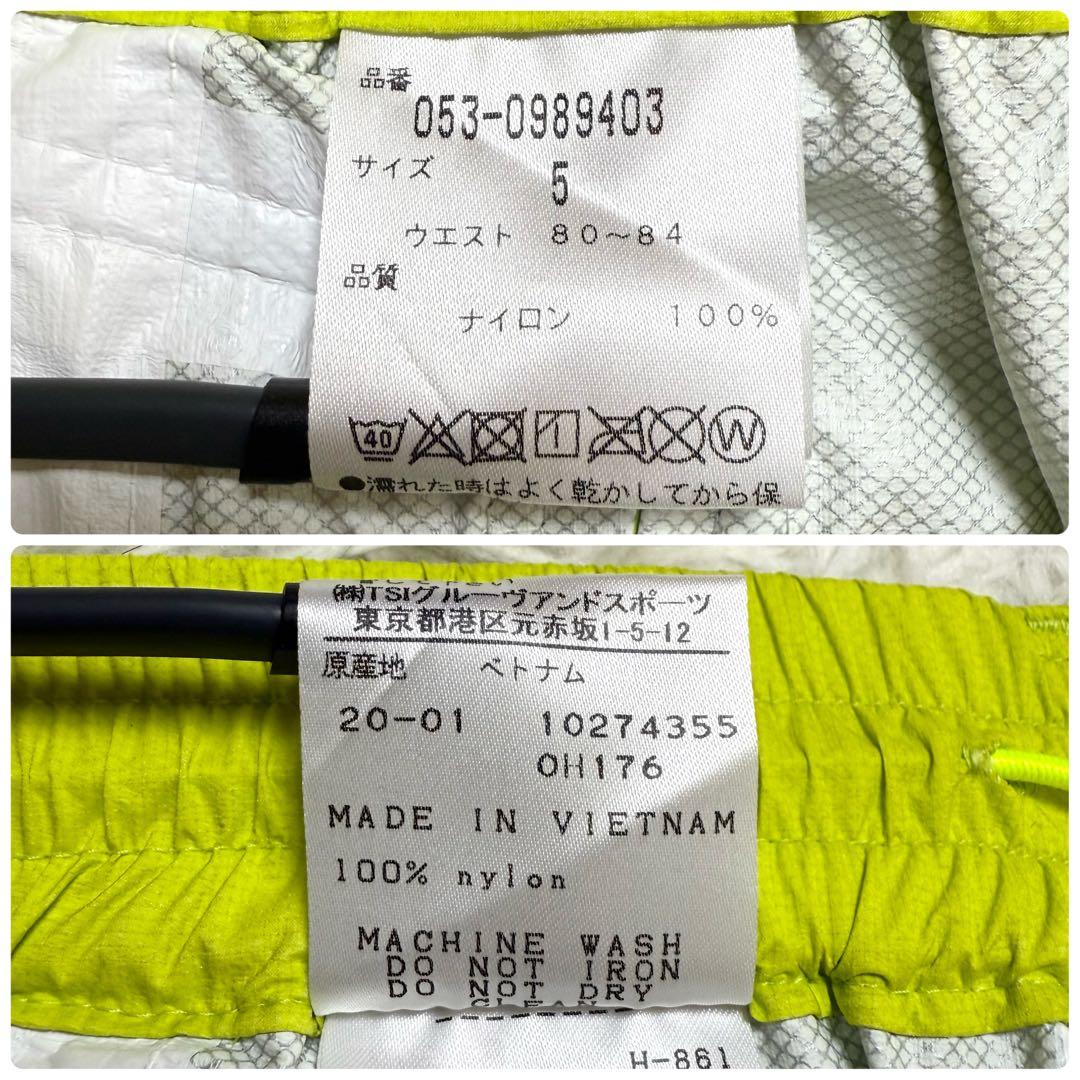 品番
053-0989403
サイズ
5
ウエスト 80〜84
品質
ナイロン 100%
40 W
●濡れた時はよく乾かしてから保
㈱TSIグルーヴアンドスポーツ
東京都港区元赤坂1-5-12
原産地 ベトナム
20-01 10274355
0H176
MADE IN VIETNAM
100% nylon
MACHINE WASH
DO NOT IRON
DO NOT DRY
CLEAN
H-861